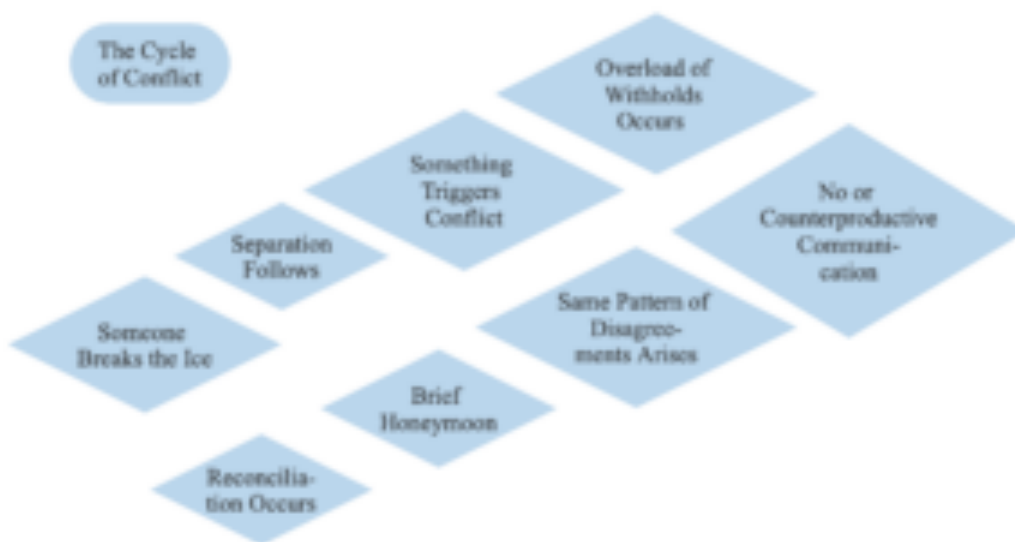 The Cycle
of Conflict
Overload of
Withholds
Occurs
Something
Triggers
Conflict
No or
Counterproductive
Communi-
cation
Separation
Follows
Same Pattern of
Disagree-
ments Arises
Someone
Breaks the Ice
Brief
Honeymoon
Reconcilia-
tion Occurs